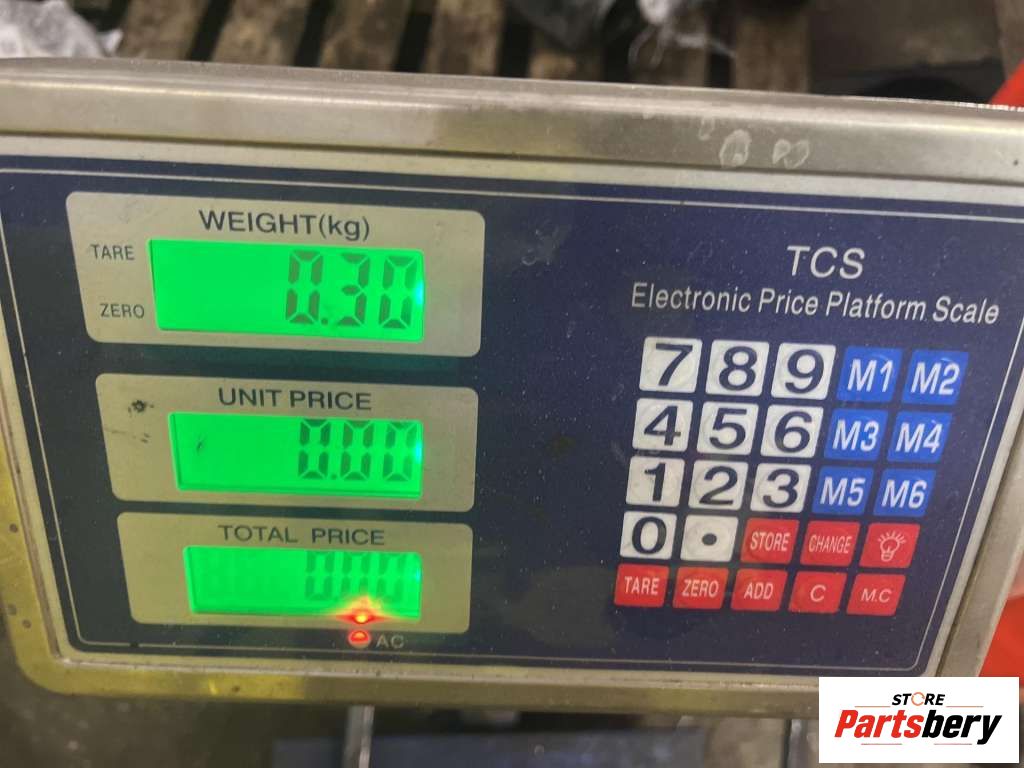 WEIGHT(kg)
TARE
0.30
ZERO
UNIT PRICE
0.00
TOTAL PRICE
0.00
AC
TCS
Electronic Price Platform Scale
7 8 9 M1 M2
4 5 6 M3 M4
1 2 3 M5 M6
0 • STORE CHANGE
TARE ZERO ADD C M.C
STORE
Partsbery